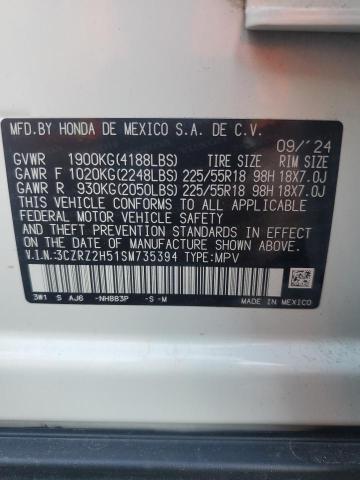 MFD.BY HONDA DE MEXICO S.A. DE C.V.
09/'24
GVWR 1900KG(4188LBS) TIRE SIZE RIM SIZE
GAWR F 1020KG(2248LBS) 225/55R18 98H 18X7.0J
GAWR R 930KG(2050LBS) 225/55R18 98H 18X7.0J
THIS VEHICLE CONFORMS TO ALL APPLICABLE
FEDERAL MOTOR VEHICLE SAFETY
AND THEFT PREVENTION STANDARDS IN EFFECT
ON THE DATE OF MANUFACTURE SHOWN ABOVE.
V.I.N:3CZRZ2H51SM735394 TYPE:MPV
3W1 S AJ6 -NH883P -S -M
MADE IN MEXICO